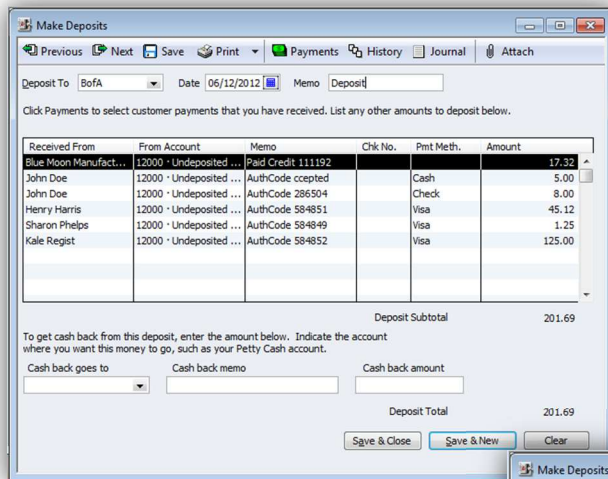 Make Deposits
Previous Next Save Print Payments History Journal Attach
Deposit To BofA Date 06/12/2012 Memo Deposit
Click Payments to select customer payments that you have received. List any other amounts to deposit below.
Received From From Account Memo Chk No. Pmt Meth. Amount
Blue Moon Manufact... 12000 · Undeposited ... Paid Credit 111192 17.32
John Doe 12000 · Undeposited ... AuthCode ccepted Cash 5.00
John Doe 12000 · Undeposited ... AuthCode 286504 Check 8.00
Henry Harris 12000 · Undeposited ... AuthCode 584851 Visa 45.12
Sharon Phelps 12000 · Undeposited ... AuthCode 584849 Visa 1.25
Kale Regist 12000 · Undeposited ... AuthCode 584852 Visa 125.00
Deposit Subtotal 201.69
To get cash back from this deposit, enter the amount below. Indicate the account
where you want this money to go, such as your Petty Cash account.
Cash back goes to Cash back memo Cash back amount
Deposit Total 201.69
Save & Close Save & New Clear
Make Deposits